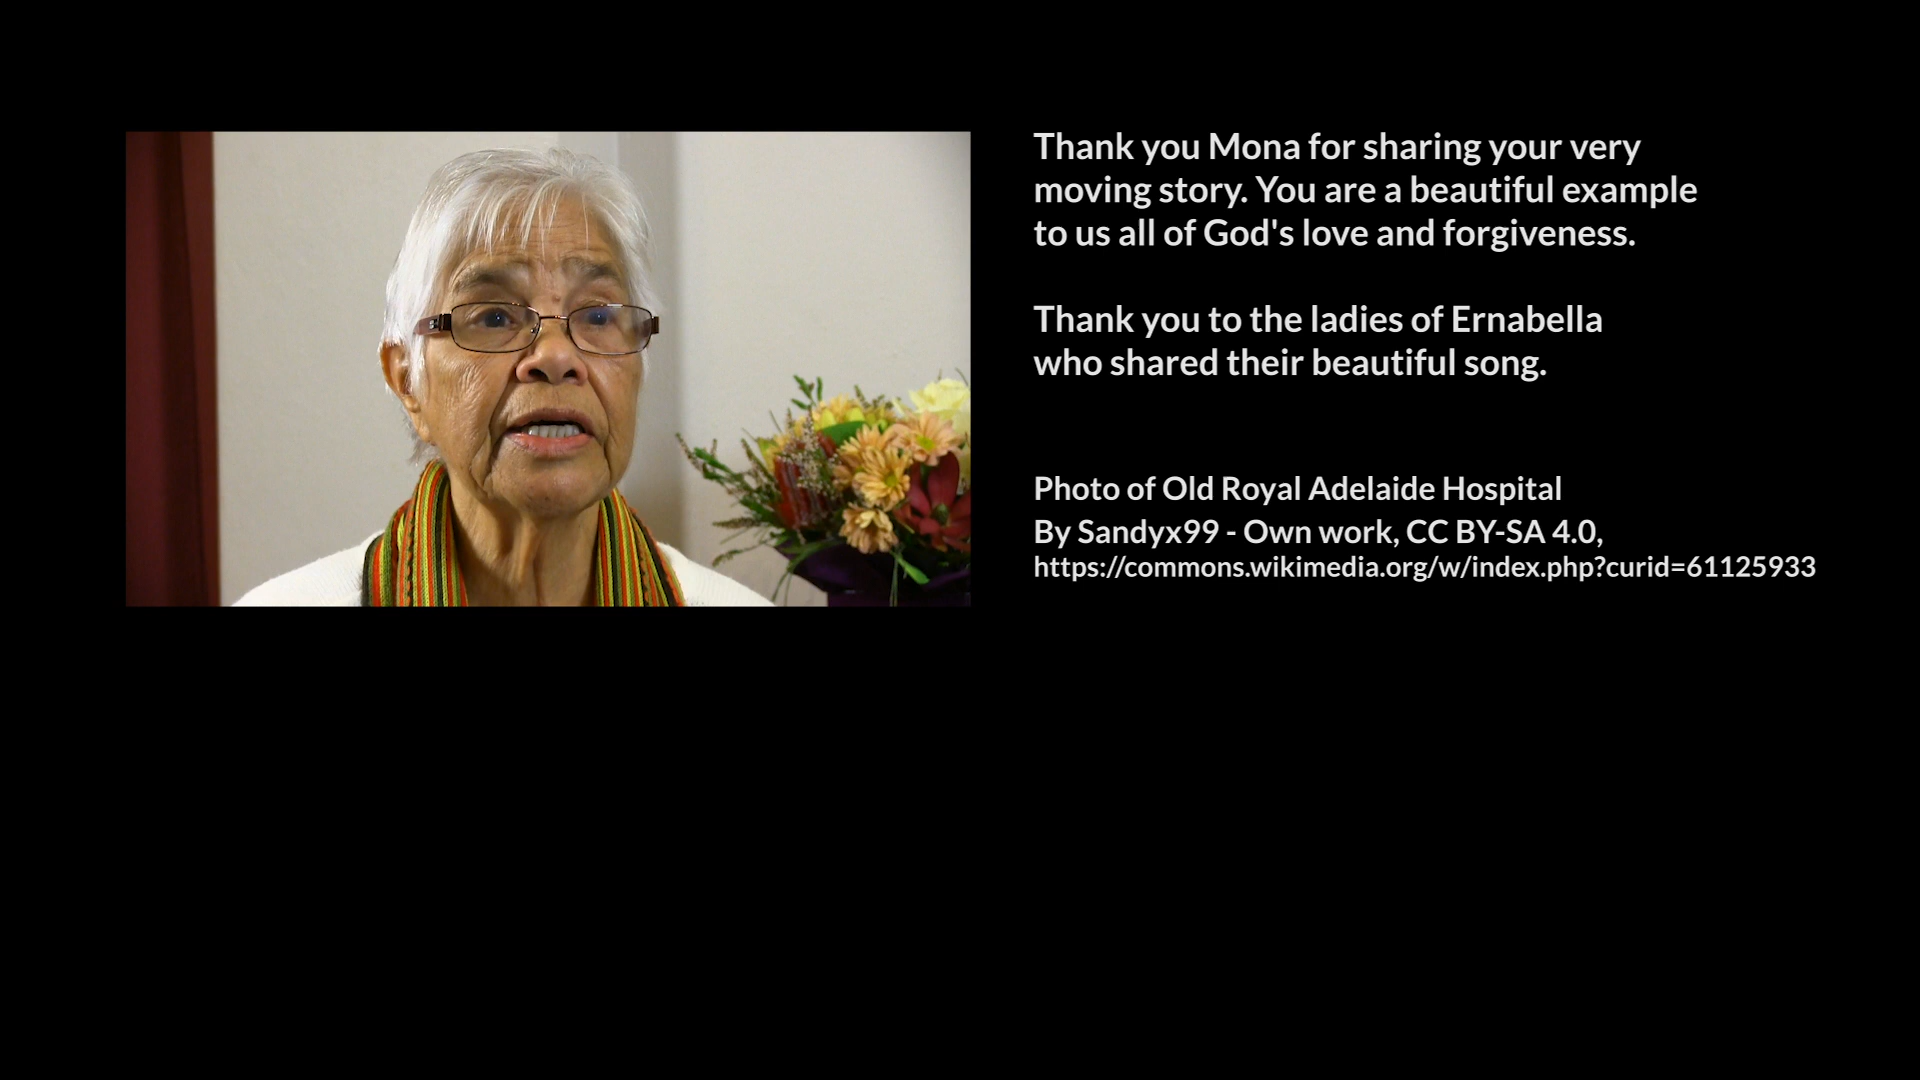 Thank you Mona for sharing your very
moving story. You are a beautiful example
to us all of God's love and forgiveness.
Thank you to the ladies of Ernabella
who shared their beautiful song.
Photo of Old Royal Adelaide Hospital
By Sandyx99 - Own work, CC BY-SA 4.0,
https://commons.wikimedia.org/w/index.php?curid=61125933